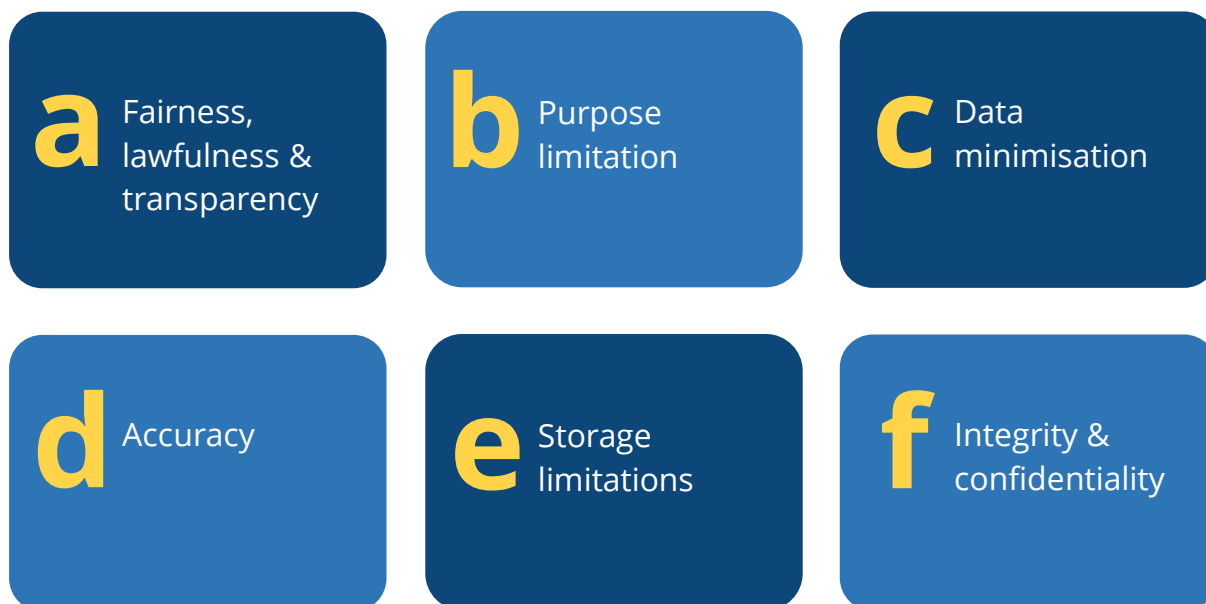 a
Fairness,
lawfulness &
transparency
b
Purpose
limitation
c
Data
minimisation
d
Accuracy
e
Storage
limitations
f
Integrity &
confidentiality